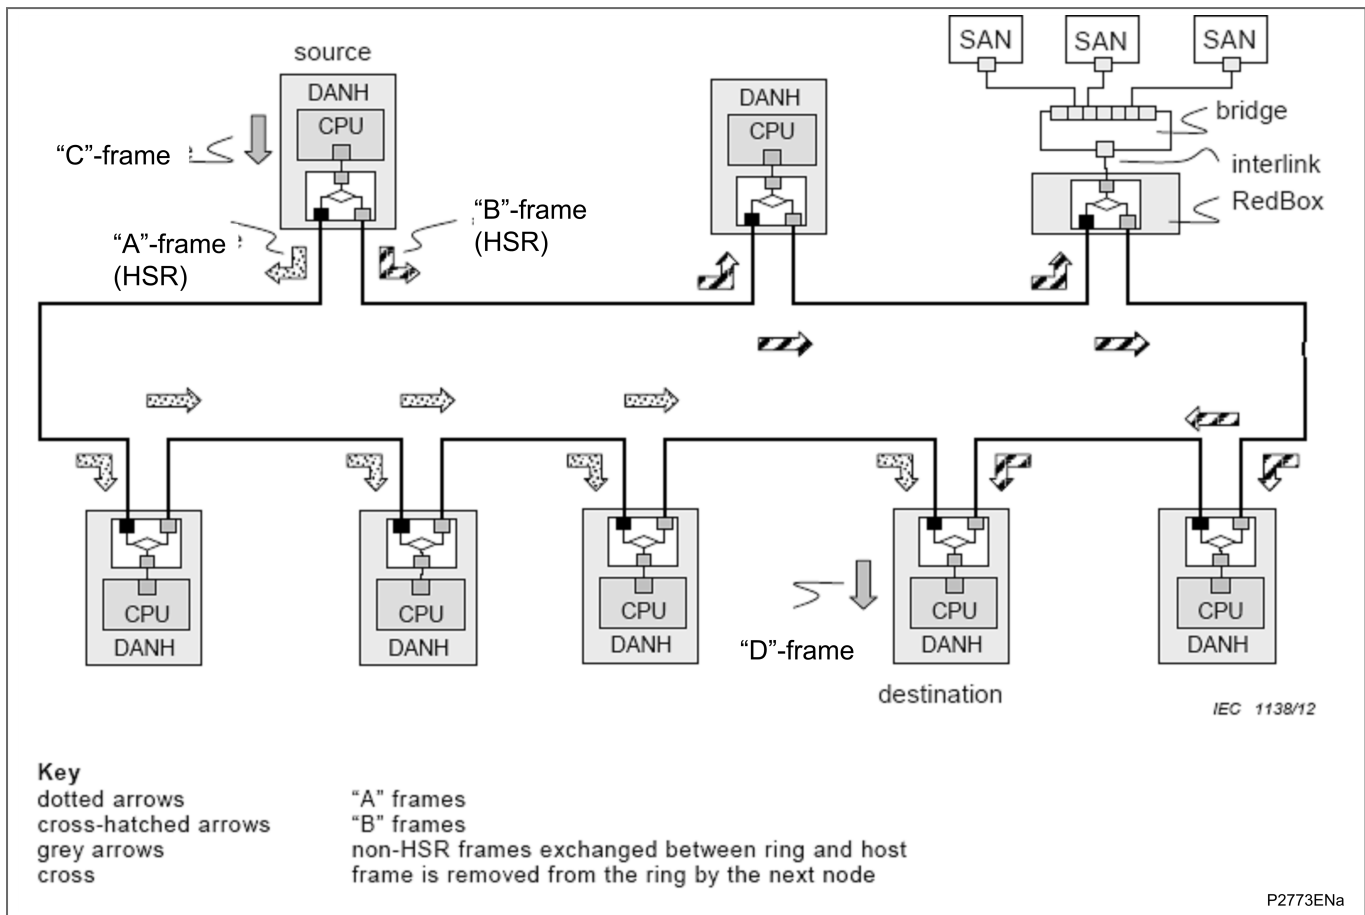 source
DANH
CPU
“C”-frame
“A”-frame
(HSR)
“B”-frame
(HSR)
DANH
CPU
SAN
SAN
SAN
bridge
interlink
RedBox
CPU
DANH
CPU
DANH
CPU
DANH
CPU
DANH
CPU
DANH
“D”-frame
destination
IEC 1138/12
Key
dotted arrows “A” frames
cross-hatched arrows “B” frames
grey arrows non-HSR frames exchanged between ring and host
cross frame is removed from the ring by the next node
P2773ENa